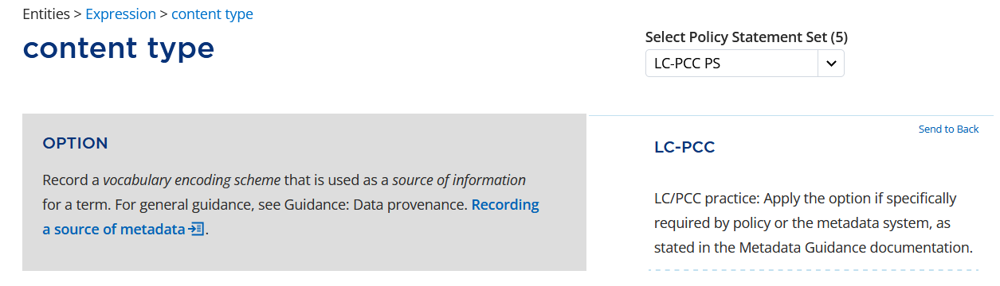 Entities > Expression > content type
content type
Select Policy Statement Set (5)
LC-PCC PS
OPTION
Record a vocabulary encoding scheme that is used as a source of information
for a term. For general guidance, see Guidance: Data provenance. Recording
a source of metadata.
Send to Back
LC-PCC
LC/PCC practice: Apply the option if specifically
required by policy or the metadata system, as
stated in the Metadata Guidance documentation.